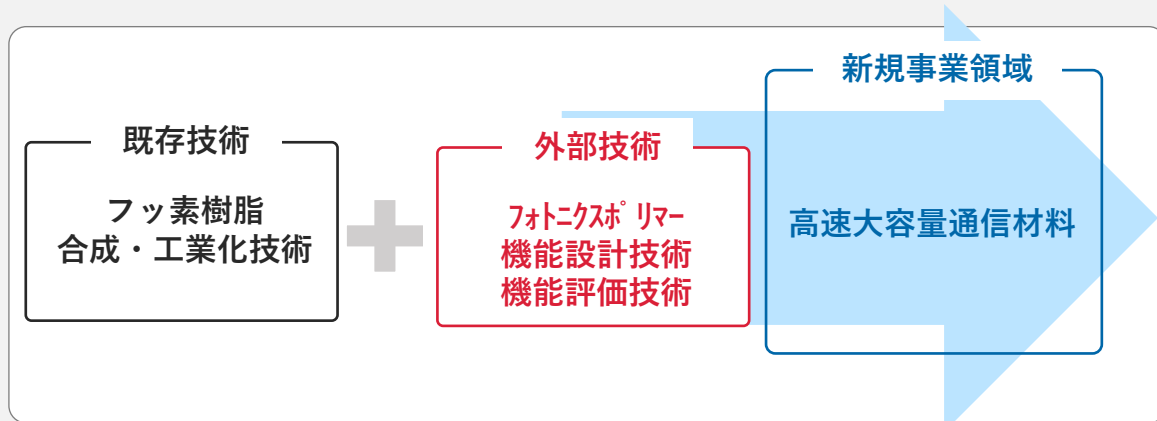 既存技術
フッ素樹脂
合成・工業化技術
外部技術
ﾌｫﾄﾆｸｽﾎﾟﾘﾏｰ
機能設計技術
機能評価技術
新規事業領域
高速大容量通信材料